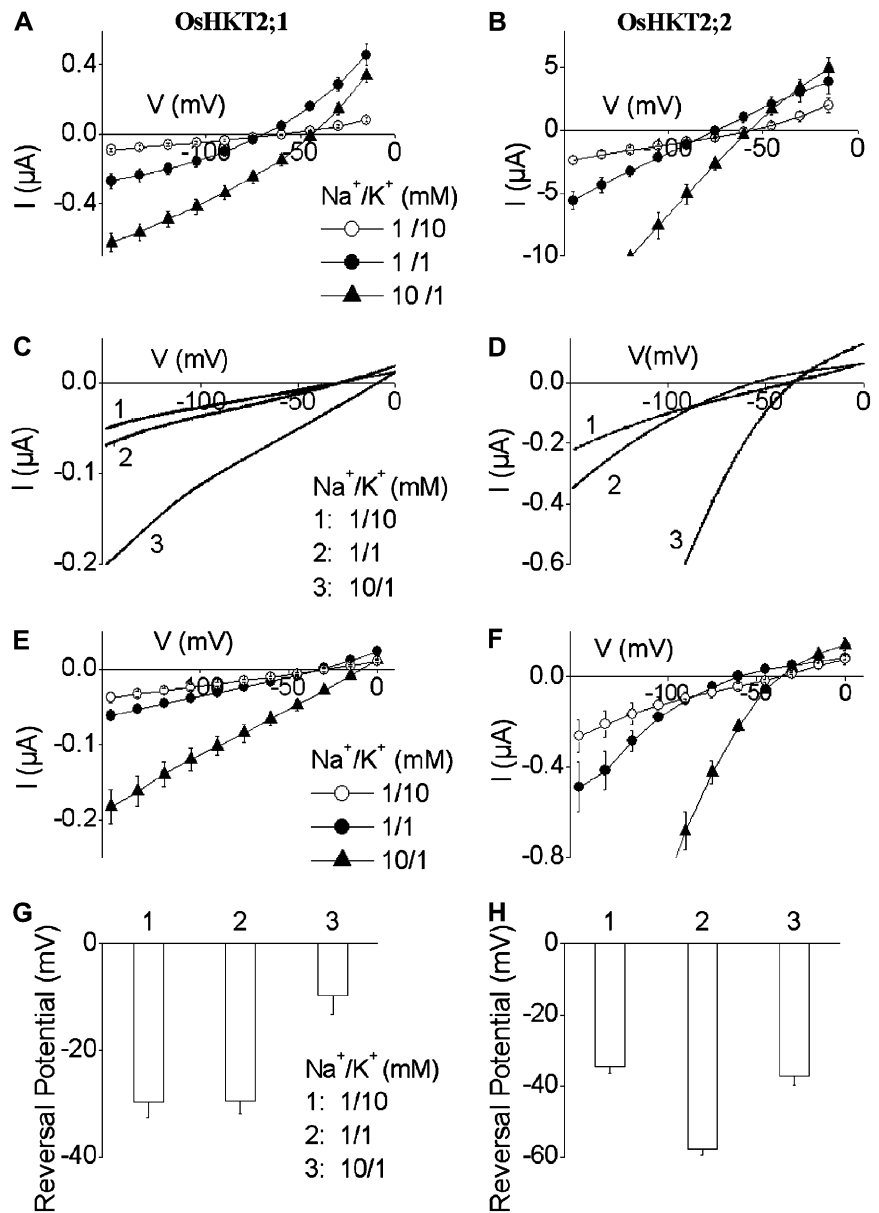 A OsHKT2;1
0.4
V (mV)
0.0
-100 -50 0
I (µA)
-0.4
Na⁺/K⁺ (mM)
1 /10
1 /1
10 /1
B OsHKT2;2
5
V (mV)
0
-100 -50 0
I (µA)
-5
-10
C
V (mV)
0.0
-100 -50 0
1
I (µA)
-0.1
2
3
-0.2
Na⁺/K⁺ (mM)
1: 1/10
2: 1/1
3: 10/1
D
V(mV)
0.0
-100 -50 0
1
I (µA)
-0.2
2
-0.4
3
-0.6
E
V (mV)
0.0
-100 -50 0
I (µA)
-0.1
-0.2
Na⁺/K⁺ (mM)
1/10
1/1
10/1
F
V (mV)
0.0
-100 -50 0
I (µA)
-0.4
-0.8
G
1 2 3
0
-20
-40
Reversal Potential (mV)
Na⁺/K⁺ (mM)
1: 1/10
2: 1/1
3: 10/1
H
1 2 3
0
-20
-40
-60
Reversal Potential (mV)